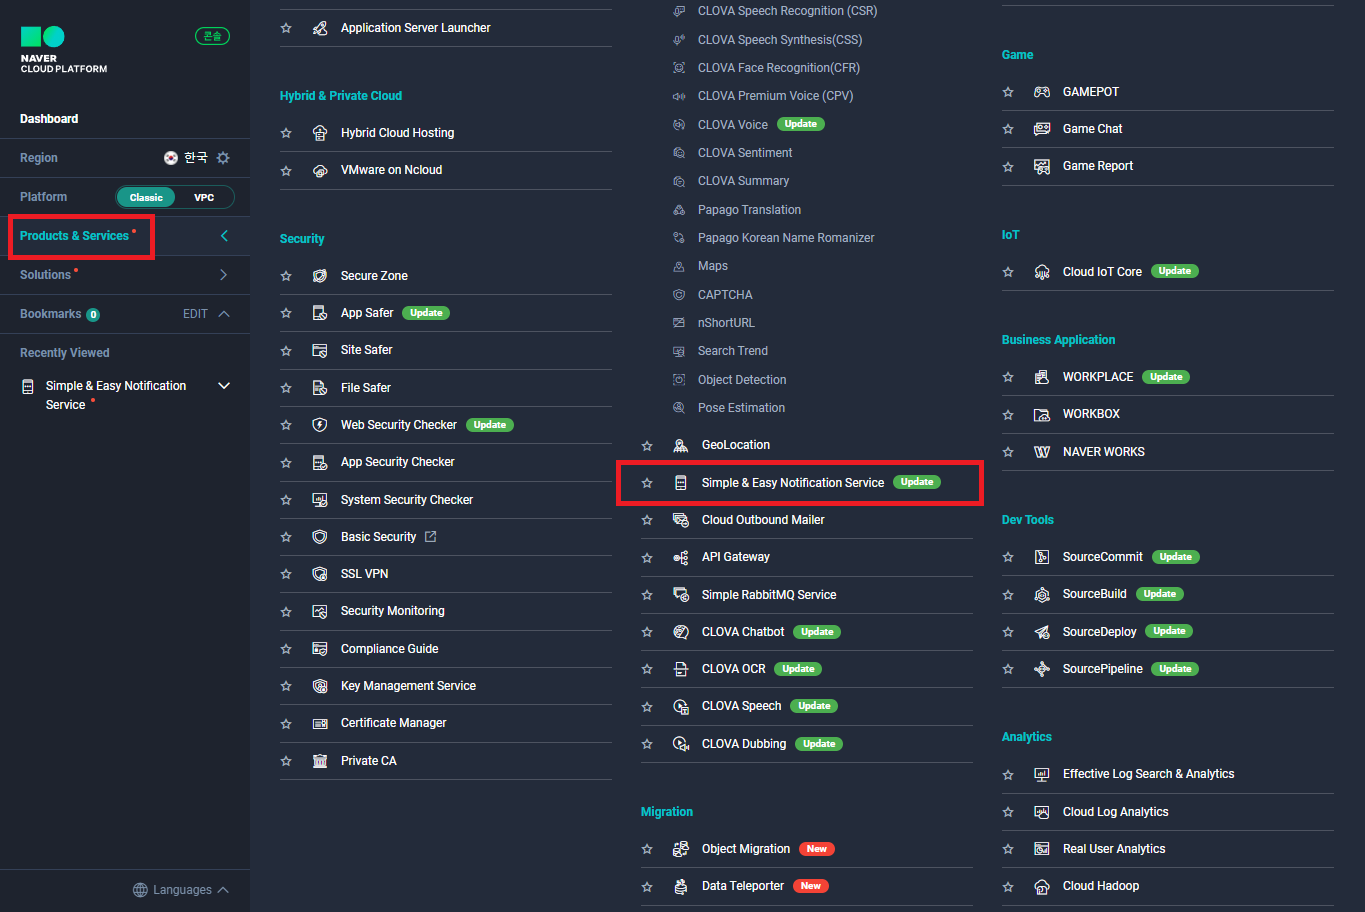 콘솔
NAVER
CLOUD PLATFORM
Dashboard
Region 한국
Platform Classic VPC
Products & Services
Solutions
Bookmarks 0 EDIT
Recently Viewed
Simple & Easy Notification
Service
Languages
Application Server Launcher
Hybrid & Private Cloud
Hybrid Cloud Hosting
VMware on Ncloud
Security
Secure Zone
App Safer Update
Site Safer
File Safer
Web Security Checker Update
App Security Checker
System Security Checker
Basic Security
SSL VPN
Security Monitoring
Compliance Guide
Key Management Service
Certificate Manager
Private CA
CLOVA Speech Recognition (CSR)
CLOVA Speech Synthesis(CSS)
CLOVA Face Recognition(CFR)
CLOVA Premium Voice (CPV)
CLOVA Voice Update
CLOVA Sentiment
CLOVA Summary
Papago Translation
Papago Korean Name Romanizer
Maps
CAPTCHA
nShortURL
Search Trend
Object Detection
Pose Estimation
GeoLocation
Simple & Easy Notification Service Update
Cloud Outbound Mailer
API Gateway
Simple RabbitMQ Service
CLOVA Chatbot Update
CLOVA OCR Update
CLOVA Speech Update
CLOVA Dubbing Update
Migration
Object Migration New
Data Teleporter New
Game
GAMEPOT
Game Chat
Game Report
IoT
Cloud IoT Core Update
Business Application
WORKPLACE Update
WORKBOX
NAVER WORKS
Dev Tools
SourceCommit Update
SourceBuild Update
SourceDeploy Update
SourcePipeline Update
Analytics
Effective Log Search & Analytics
Cloud Log Analytics
Real User Analytics
Cloud Hadoop